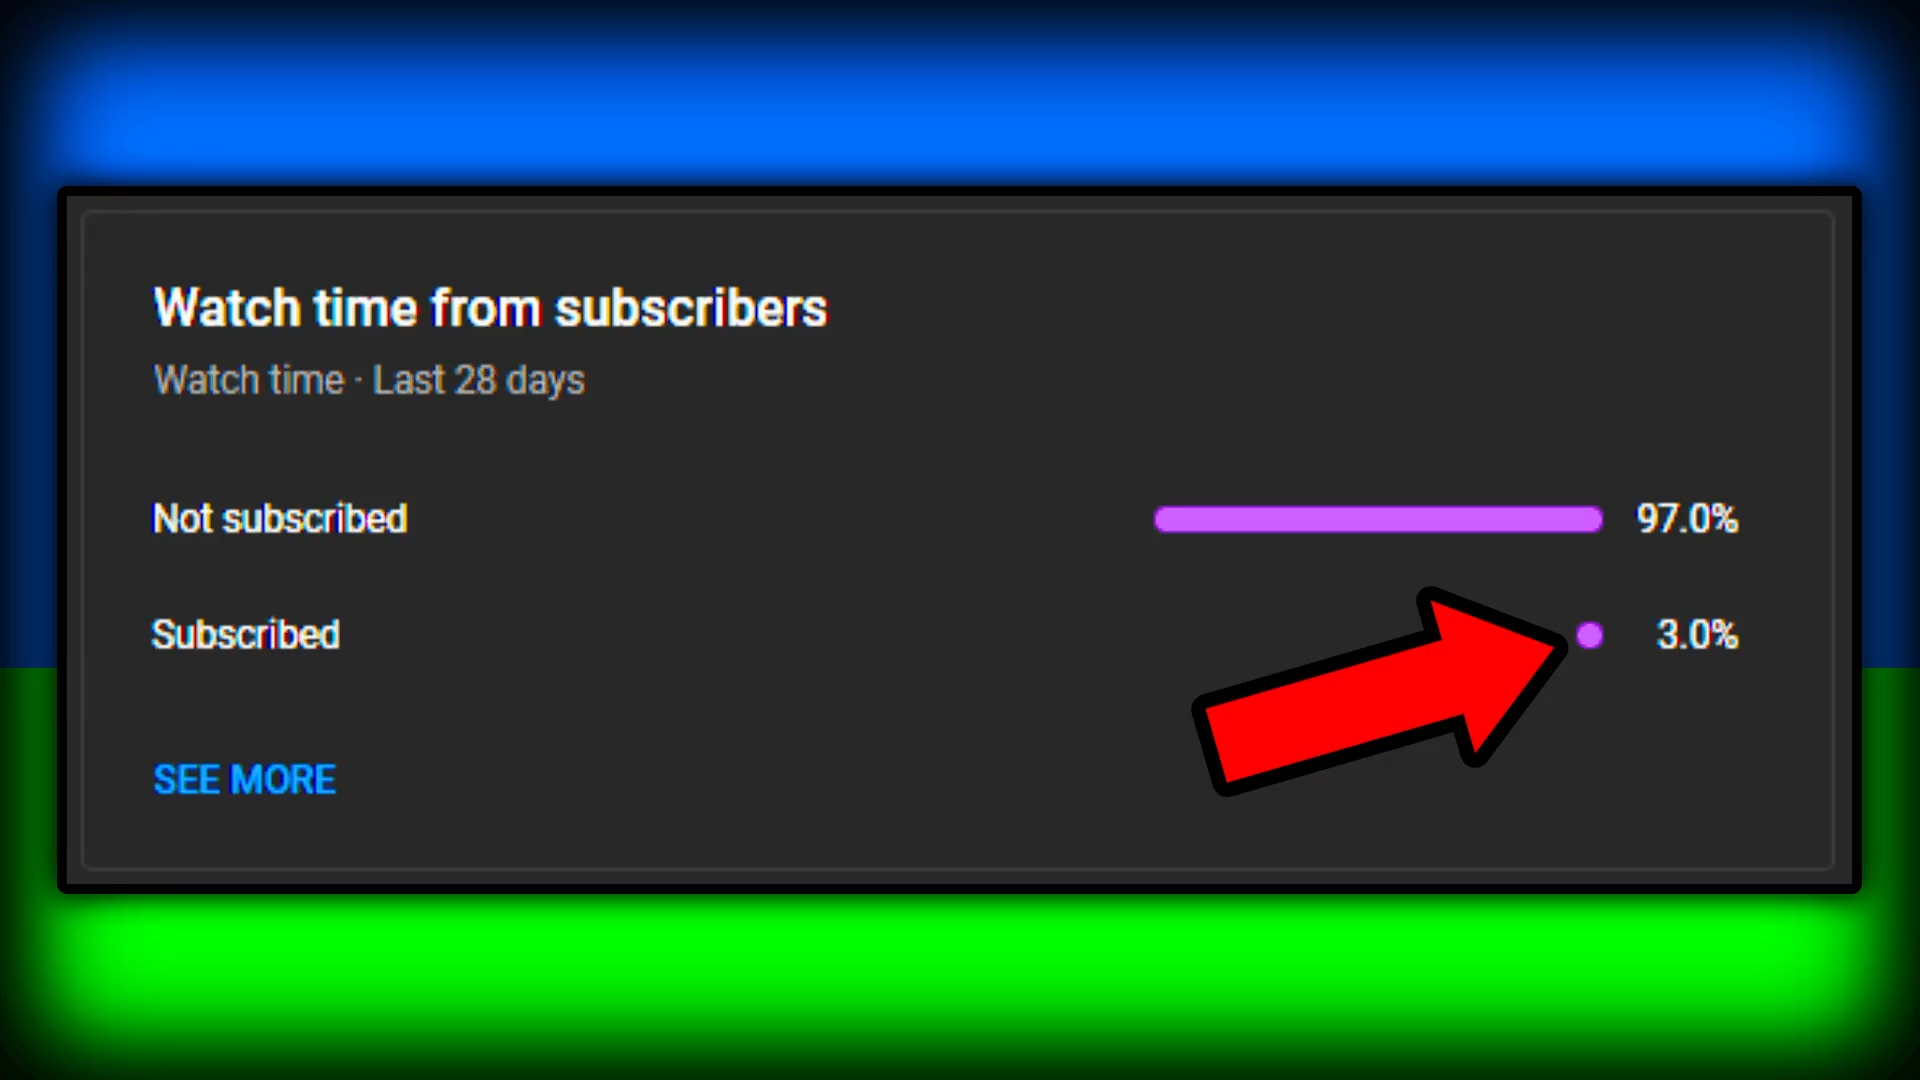 Watch time from subscribers
Watch time · Last 28 days
Not subscribed 97.0%
Subscribed 3.0%
SEE MORE